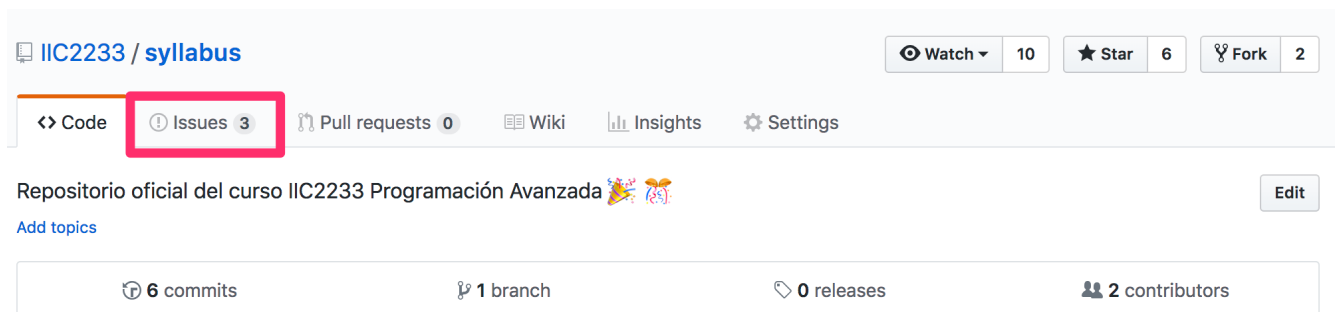 IIC2233 / syllabus
Watch 10 Star 6 Fork 2
Code Issues 3 Pull requests 0 Wiki Insights Settings
Repositorio oficial del curso IIC2233 Programación Avanzada
Edit
Add topics
6 commits 1 branch 0 releases 2 contributors